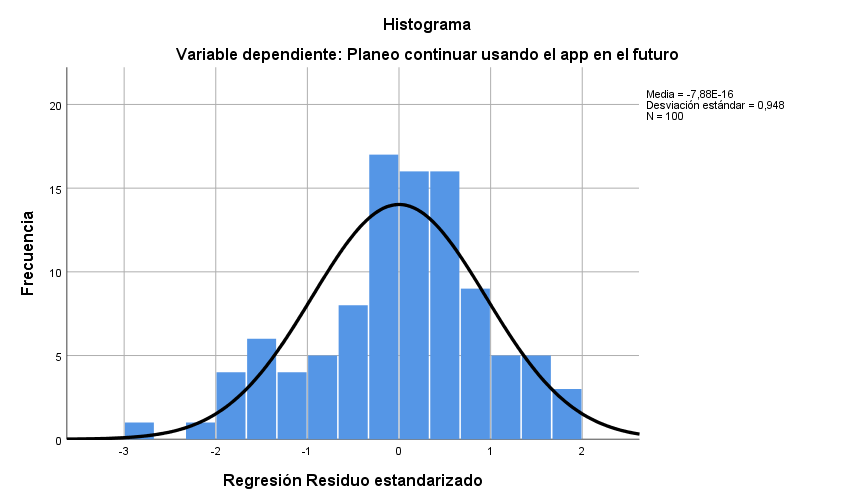 Histograma
Variable dependiente: Planeo continuar usando el app en el futuro
Media = -7,88E-16
Desviación estándar = 0,948
N = 100
Frecuencia
20
15
10
5
0
-3 -2 -1 0 1 2
Regresión Residuo estandarizado